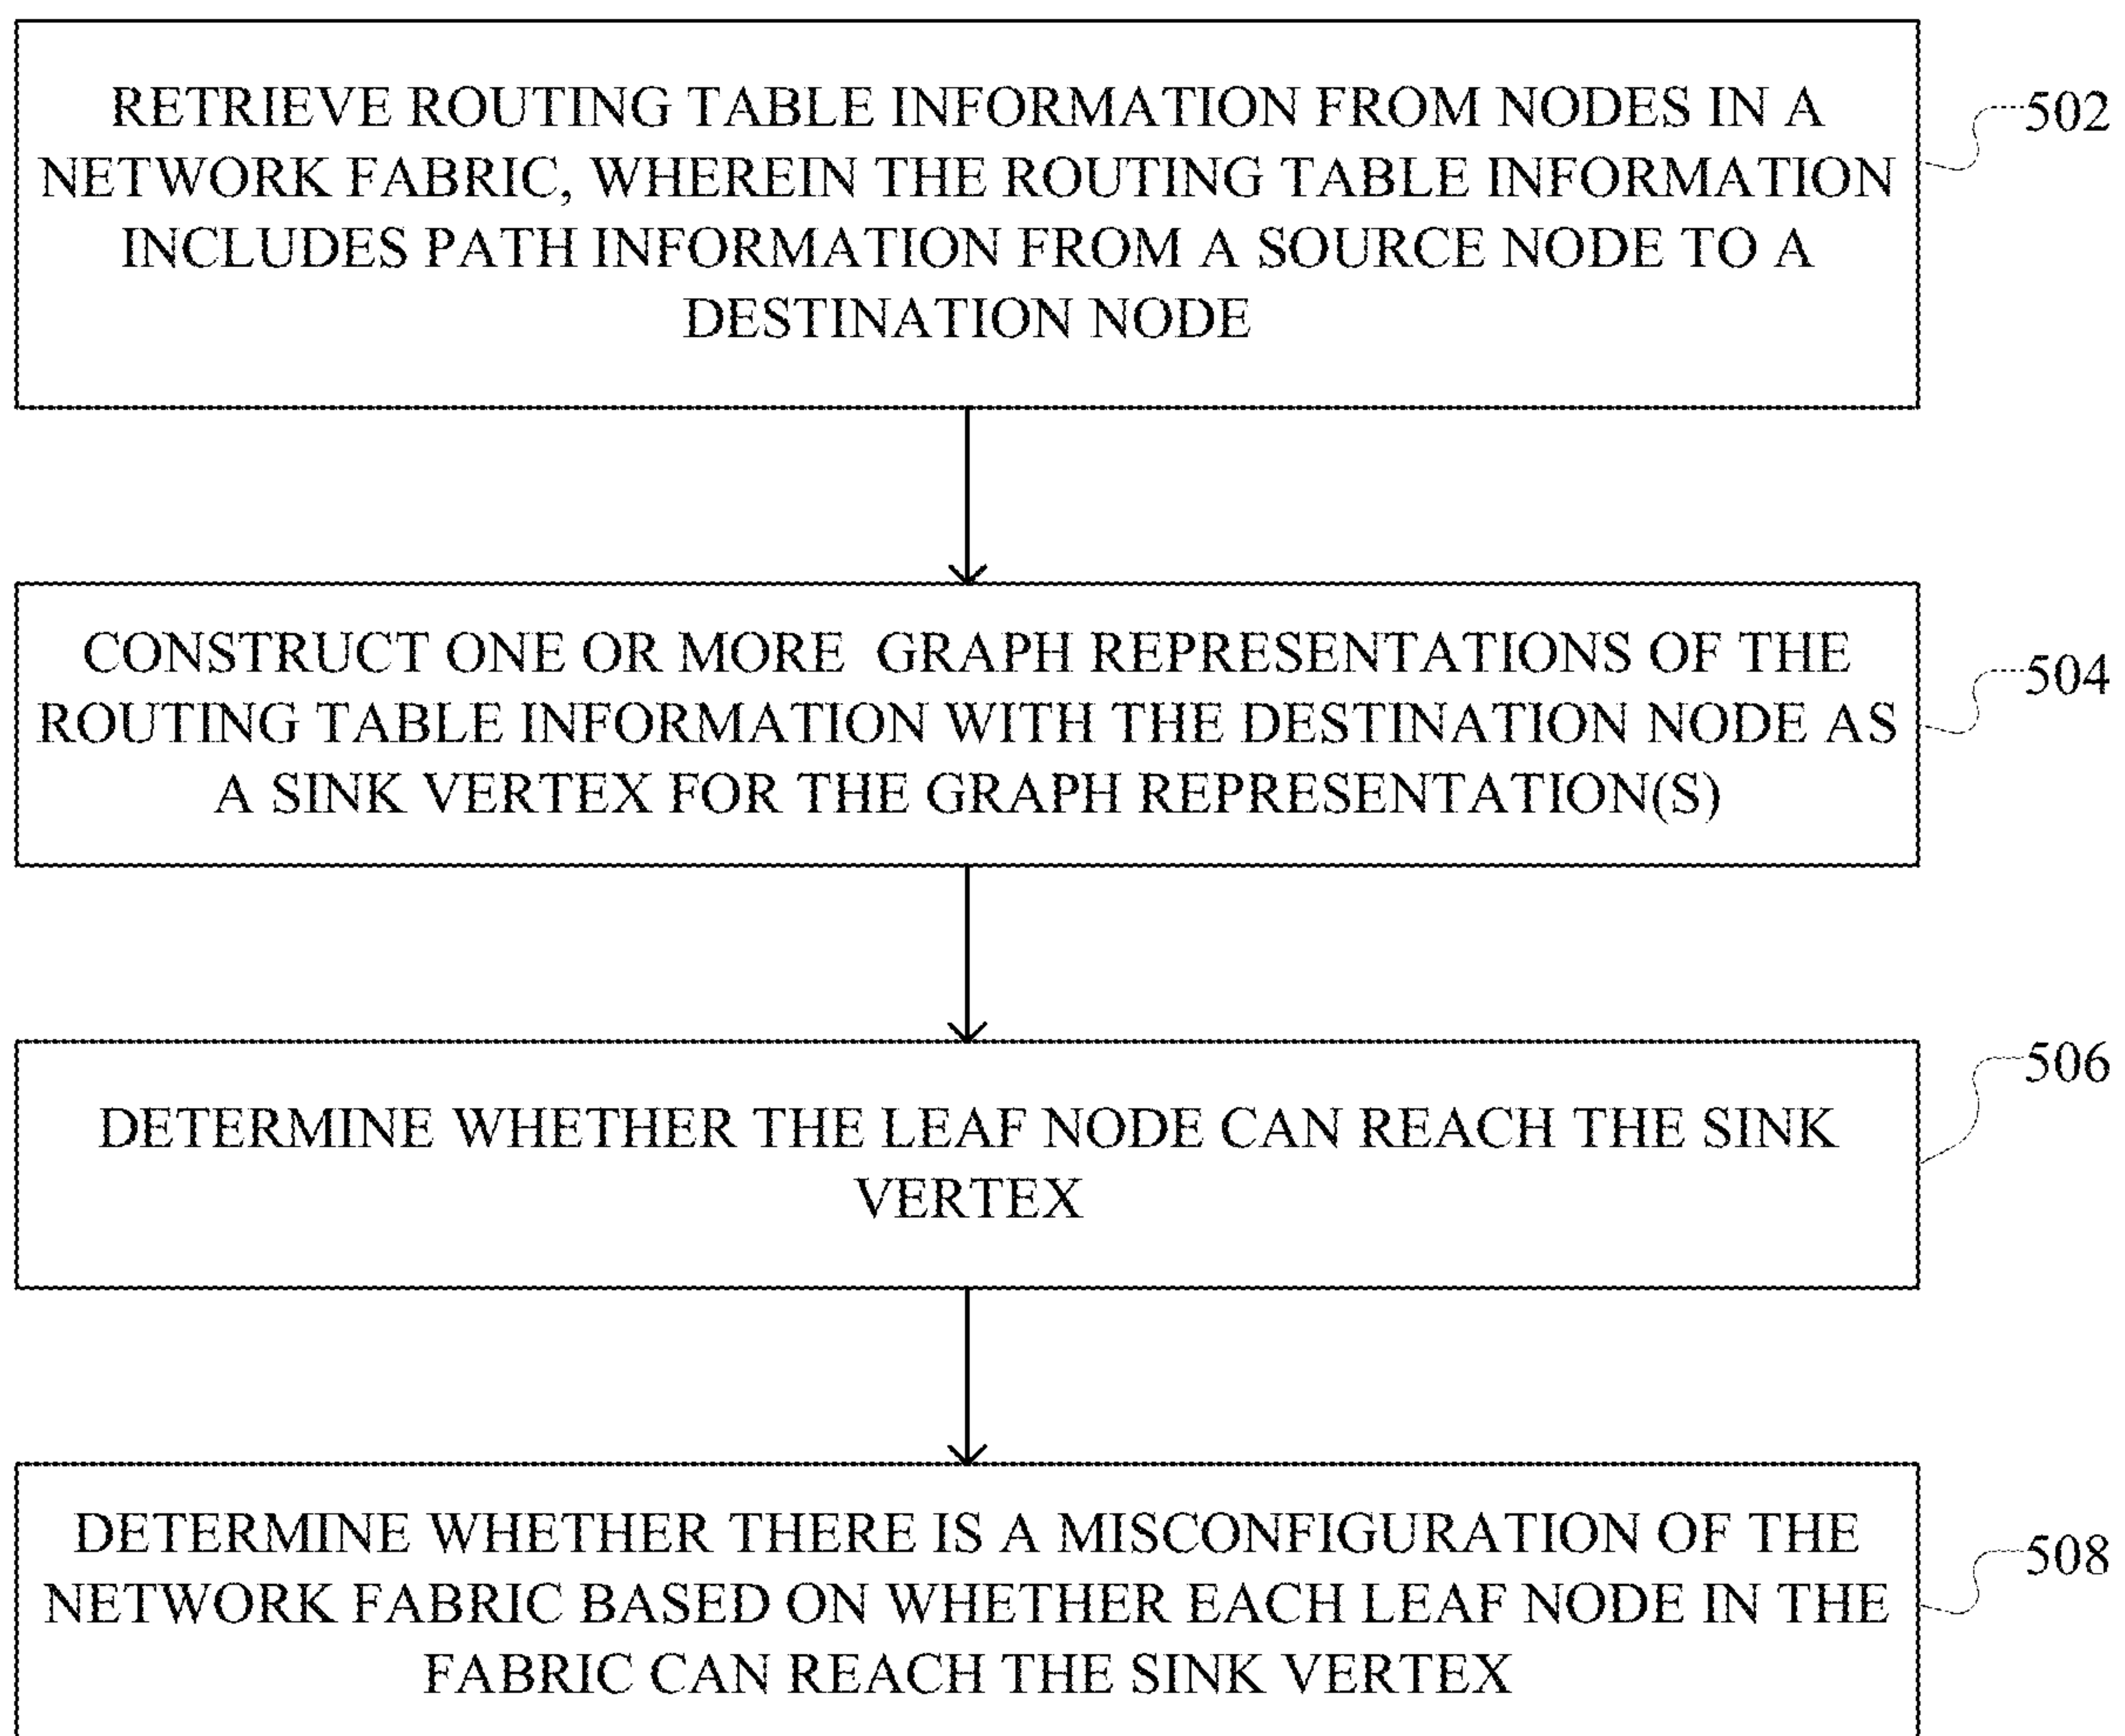 RETRIEVE ROUTING TABLE INFORMATION FROM NODES IN A
NETWORK FABRIC, WHEREIN THE ROUTING TABLE INFORMATION
INCLUDES PATH INFORMATION FROM A SOURCE NODE TO A
DESTINATION NODE
502
CONSTRUCT ONE OR MORE GRAPH REPRESENTATIONS OF THE
ROUTING TABLE INFORMATION WITH THE DESTINATION NODE AS
A SINK VERTEX FOR THE GRAPH REPRESENTATION(S)
504
DETERMINE WHETHER THE LEAF NODE CAN REACH THE SINK
VERTEX
506
DETERMINE WHETHER THERE IS A MISCONFIGURATION OF THE
NETWORK FABRIC BASED ON WHETHER EACH LEAF NODE IN THE
FABRIC CAN REACH THE SINK VERTEX
508